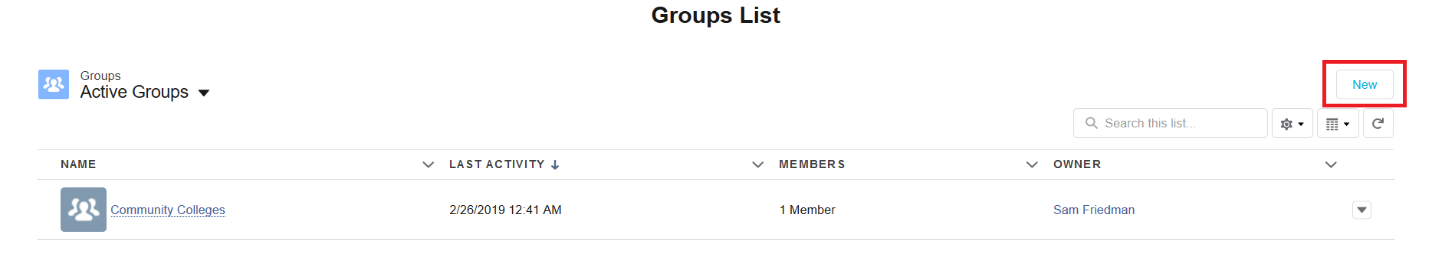 Groups List
Groups
Active Groups
New
Search this list...
NAME LAST ACTIVITY MEMBERS OWNER
Community Colleges 2/26/2019 12:41 AM 1 Member Sam Friedman